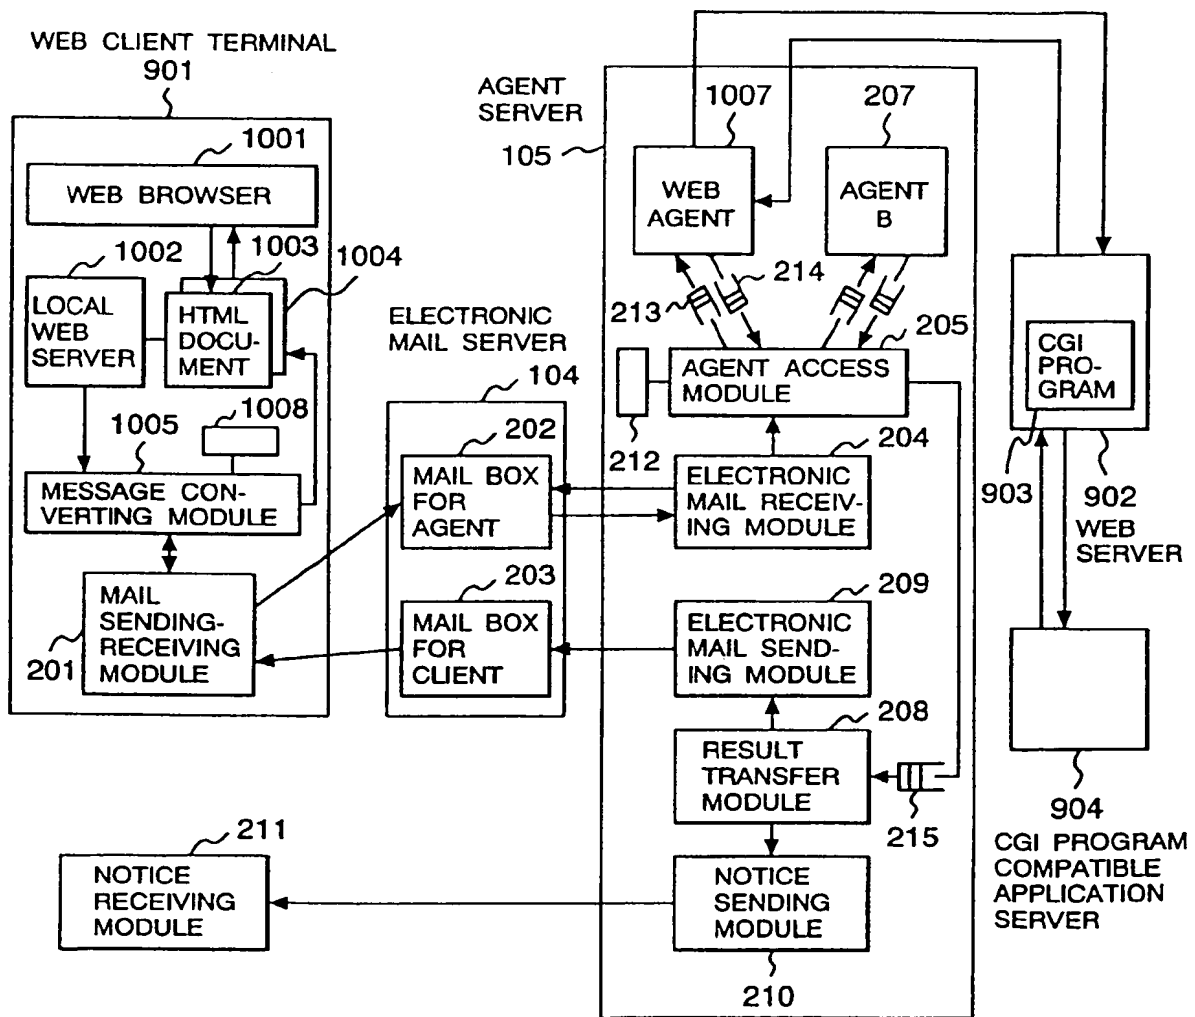 WEB CLIENT TERMINAL
901
1001
WEB BROWSER
1002
1003
1004
LOCAL
WEB
SERVER
HTML
DOCU-
MENT
1005
1008
MESSAGE CON-
VERTING MODULE
MAIL
SENDING-
RECEIVING
MODULE
201
ELECTRONIC
MAIL SERVER
104
202
MAIL BOX
FOR
AGENT
203
MAIL BOX
FOR
CLIENT
AGENT
SERVER
105
1007
WEB
AGENT
207
AGENT
B
213
214
205
AGENT ACCESS
MODULE
212
204
ELECTRONIC
MAIL RECEIV-
ING MODULE
209
ELECTRONIC
MAIL SEND-
ING MODULE
208
RESULT
TRANSFER
MODULE
215
NOTICE
SENDING
MODULE
210
211
NOTICE
RECEIVING
MODULE
CGI
PRO-
GRAM
903
902
WEB
SERVER
904
CGI PROGRAM
COMPATIBLE
APPLICATION
SERVER